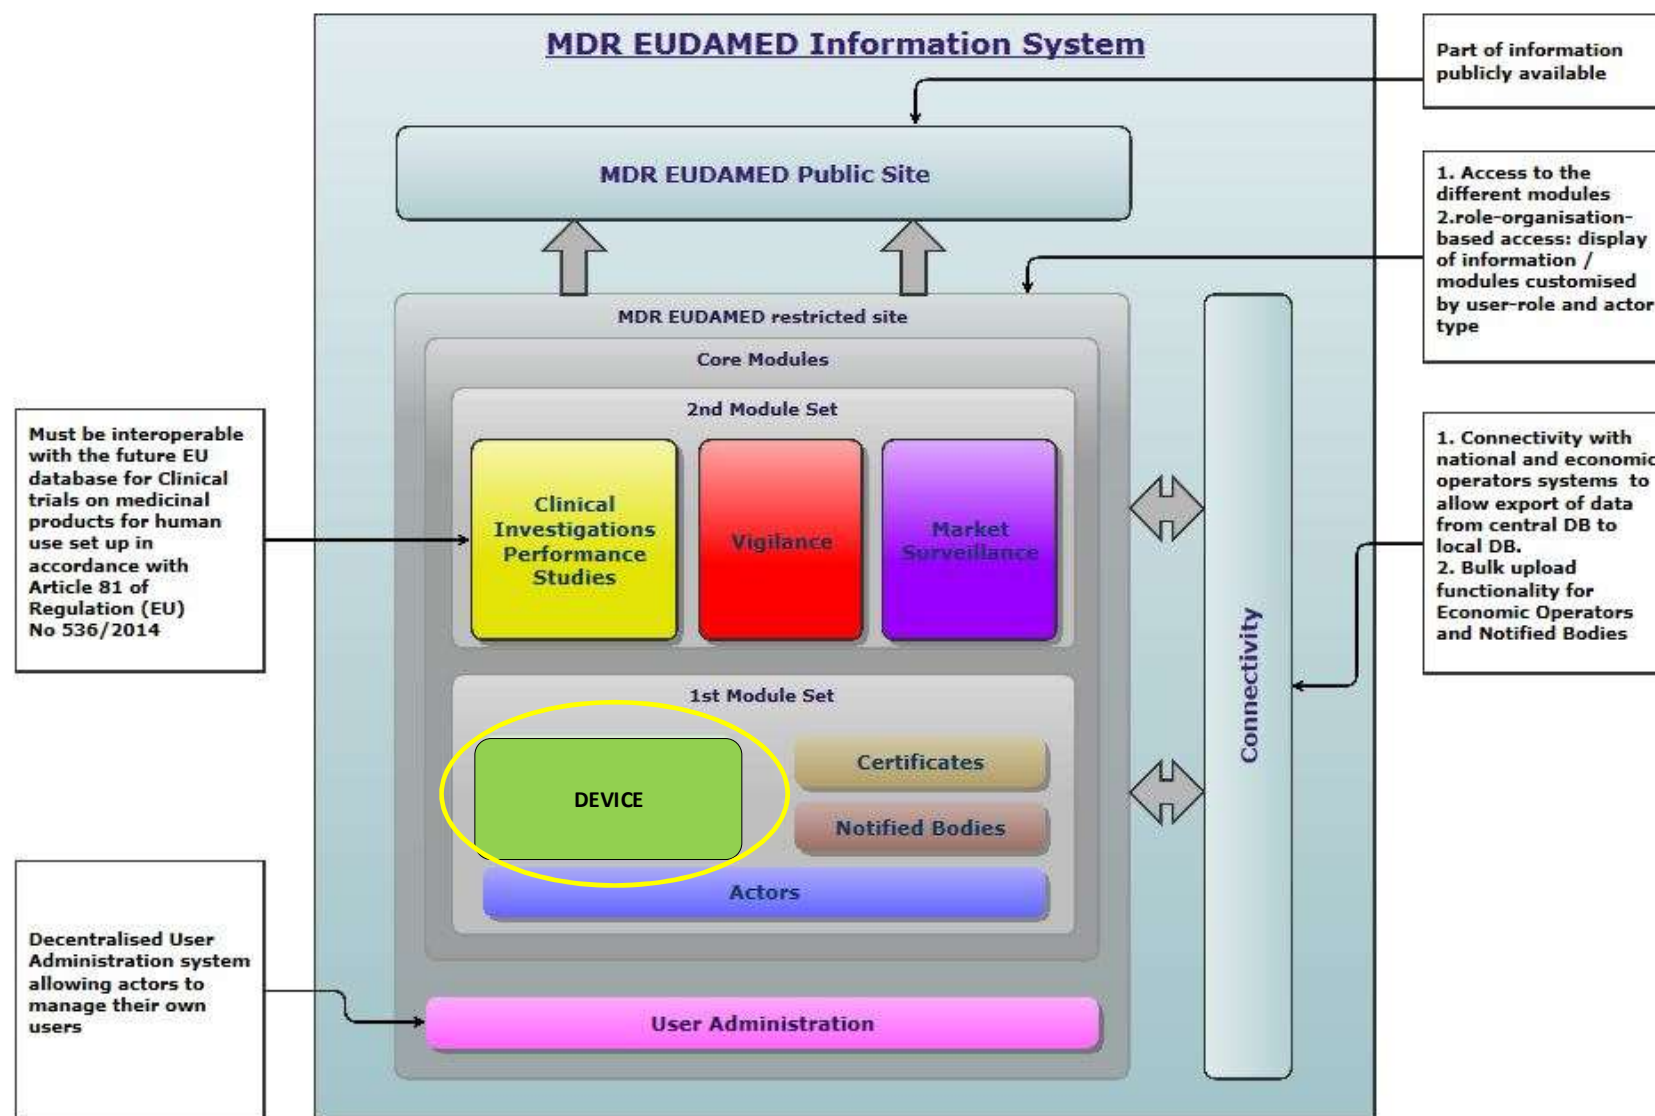 MDR EUDAMED Information System
Part of information
publicly available
MDR EUDAMED Public Site
1. Access to the
different modules
2.role-organisation-
based access: display
of information /
modules customised
by user-role and actor
type
MDR EUDAMED restricted site
Core Modules
2nd Module Set
Must be interoperable
with the future EU
database for Clinical
trials on medicinal
products for human
use set up in
accordance with
Article 81 of
Regulation (EU)
No 536/2014
Clinical
Investigations
Performance
Studies
Vigilance
Market
Surveillance
1. Connectivity with
national and economic
operators systems to
allow export of data
from central DB to
local DB.
2. Bulk upload
functionality for
Economic Operators
and Notified Bodies
Connectivity
1st Module Set
DEVICE
Certificates
Notified Bodies
Actors
Decentralised User
Administration system
allowing actors to
manage their own
users
User Administration